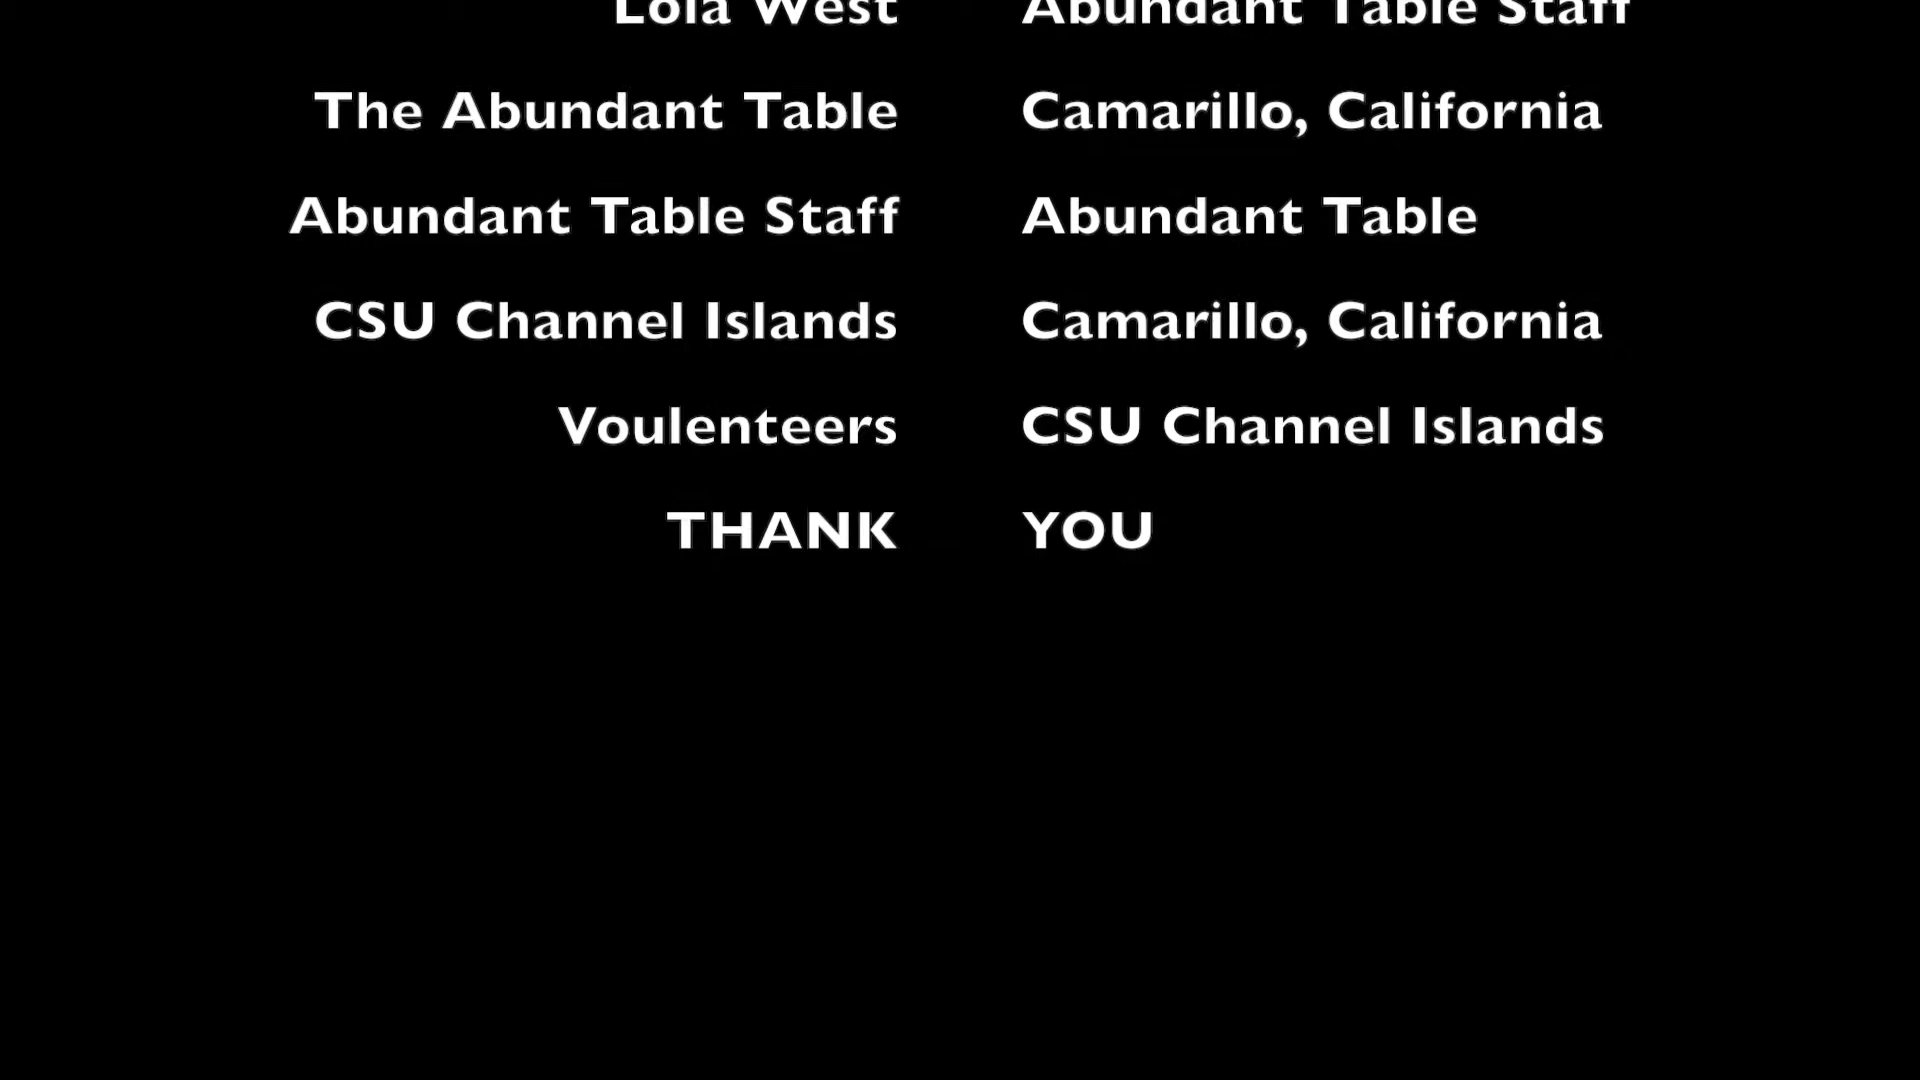 Lola West Abundant Table Staff
The Abundant Table Camarillo, California
Abundant Table Staff Abundant Table
CSU Channel Islands Camarillo, California
Voulenteers CSU Channel Islands
THANK YOU